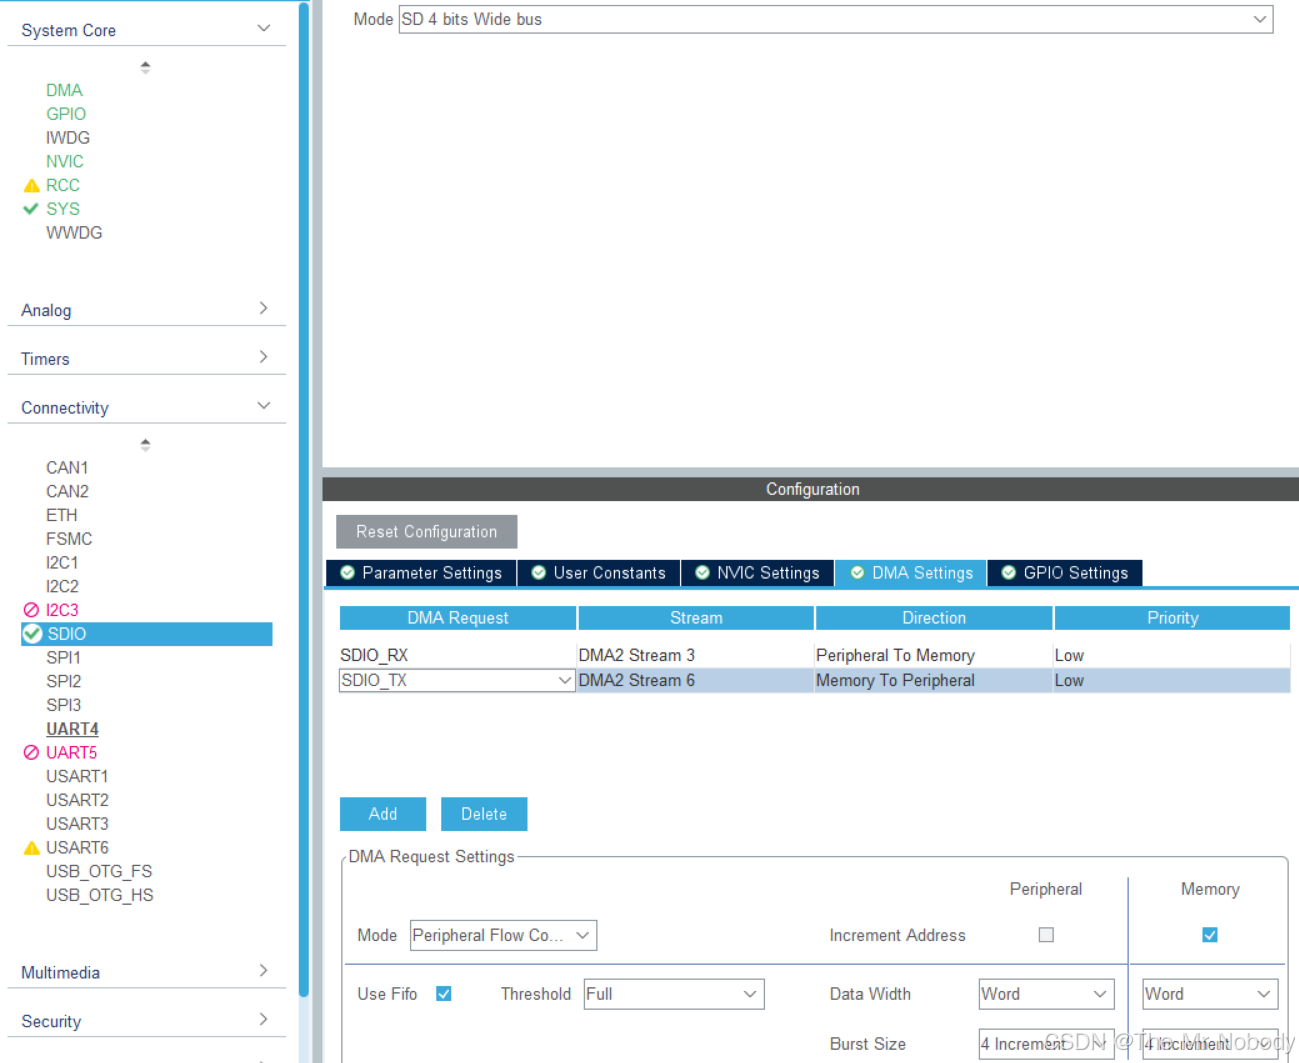 System Core
DMA
GPIO
IWDG
NVIC
RCC
SYS
WWDG
Analog
Timers
Connectivity
CAN1
CAN2
ETH
FSMC
I2C1
I2C2
I2C3
SDIO
SPI1
SPI2
SPI3
UART4
UART5
USART1
USART2
USART3
USART6
USB_OTG_FS
USB_OTG_HS
Multimedia
Security
Mode SD 4 bits Wide bus
Configuration
Reset Configuration
Parameter Settings User Constants NVIC Settings DMA Settings GPIO Settings
DMA Request Stream Direction Priority
SDIO_RX DMA2 Stream 3 Peripheral To Memory Low
SDIO_TX DMA2 Stream 6 Memory To Peripheral Low
Add Delete
DMA Request Settings
Peripheral Memory
Mode Peripheral Flow Co... Increment Address
Use Fifo Threshold Full Data Width Word Word
Burst Size 4 Increment 4 Increment
CSDN @The Mr.Nobody